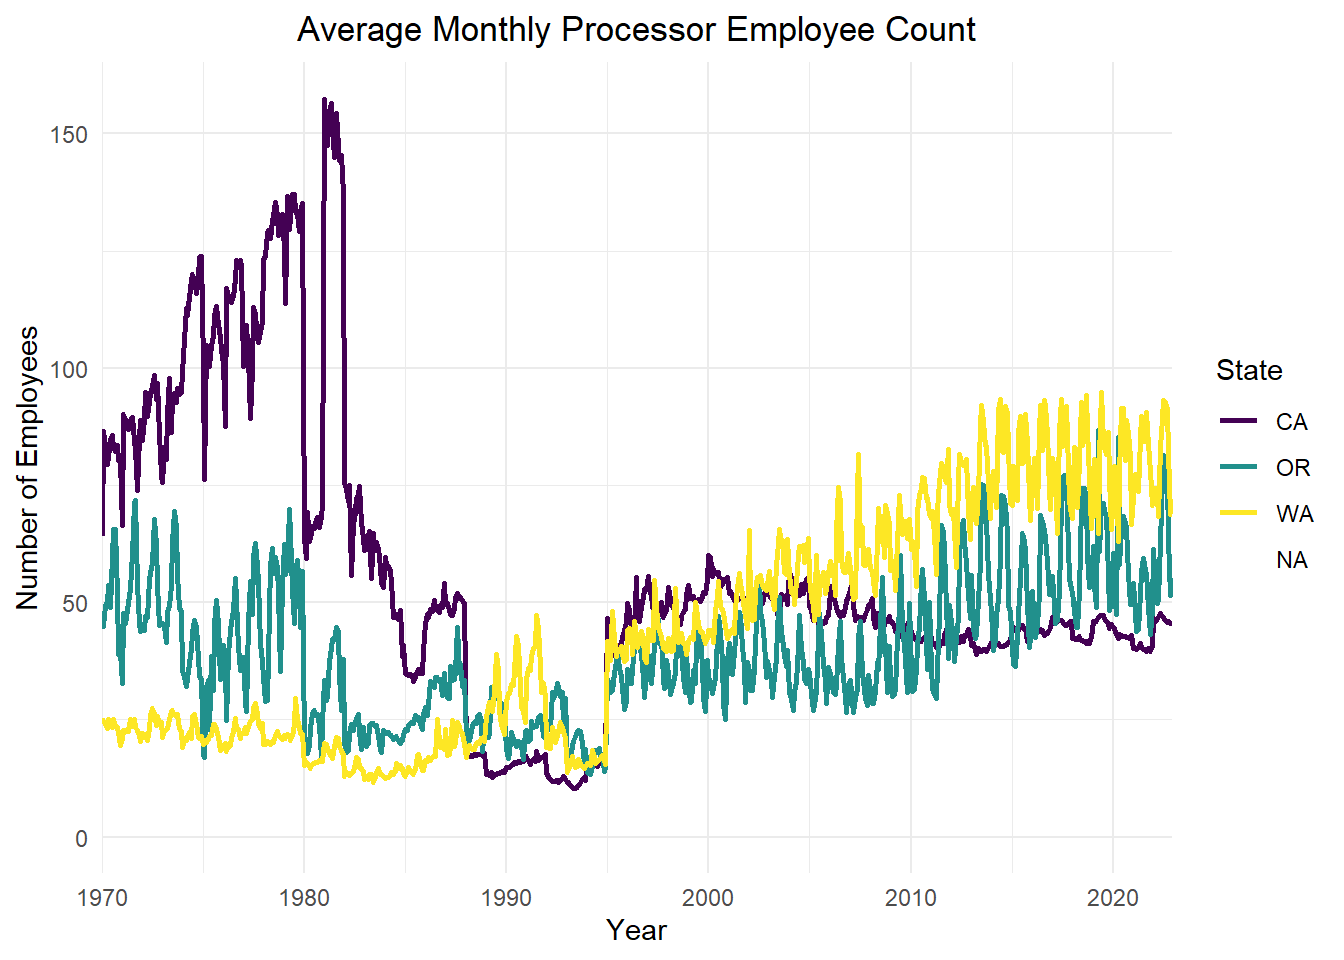 Average Monthly Processor Employee Count
150
100
50
0
Number of Employees
1970
1980
1990
2000
2010
2020
Year
State
CA
OR
WA
NA